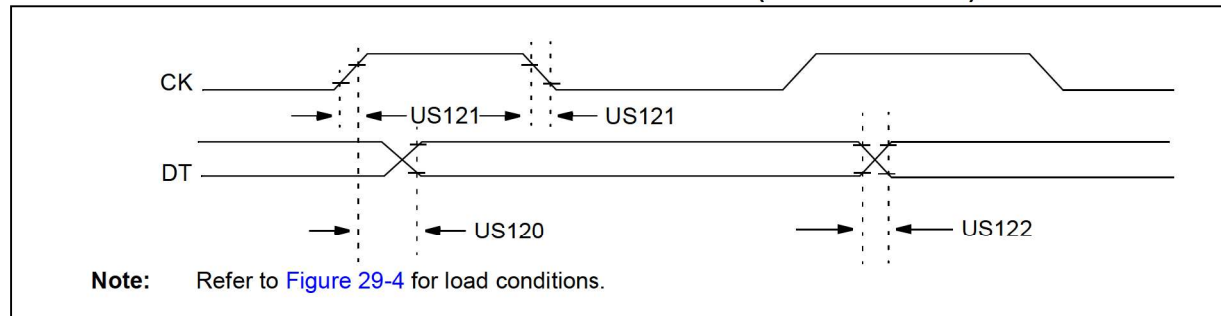 CK
US121
US121
DT
US120
US122
Note: Refer to Figure 29-4 for load conditions.